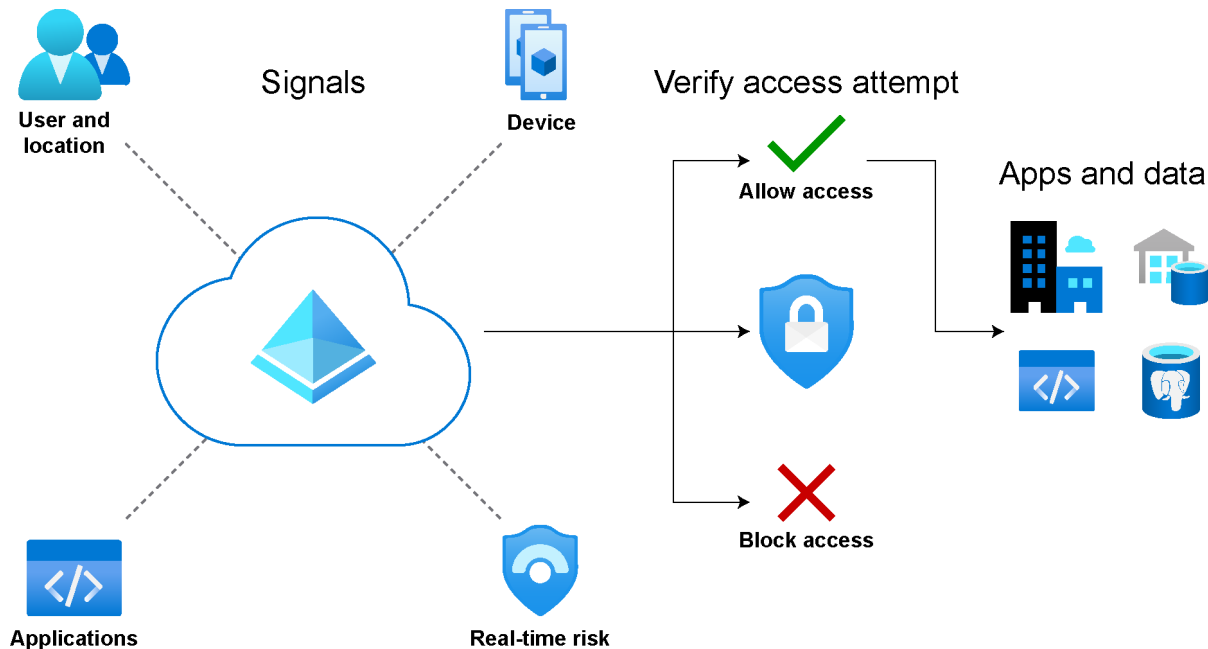 Signals
Verify access attempt
Apps and data
User and
location
Device
Allow access
Block access
Applications
Real-time risk